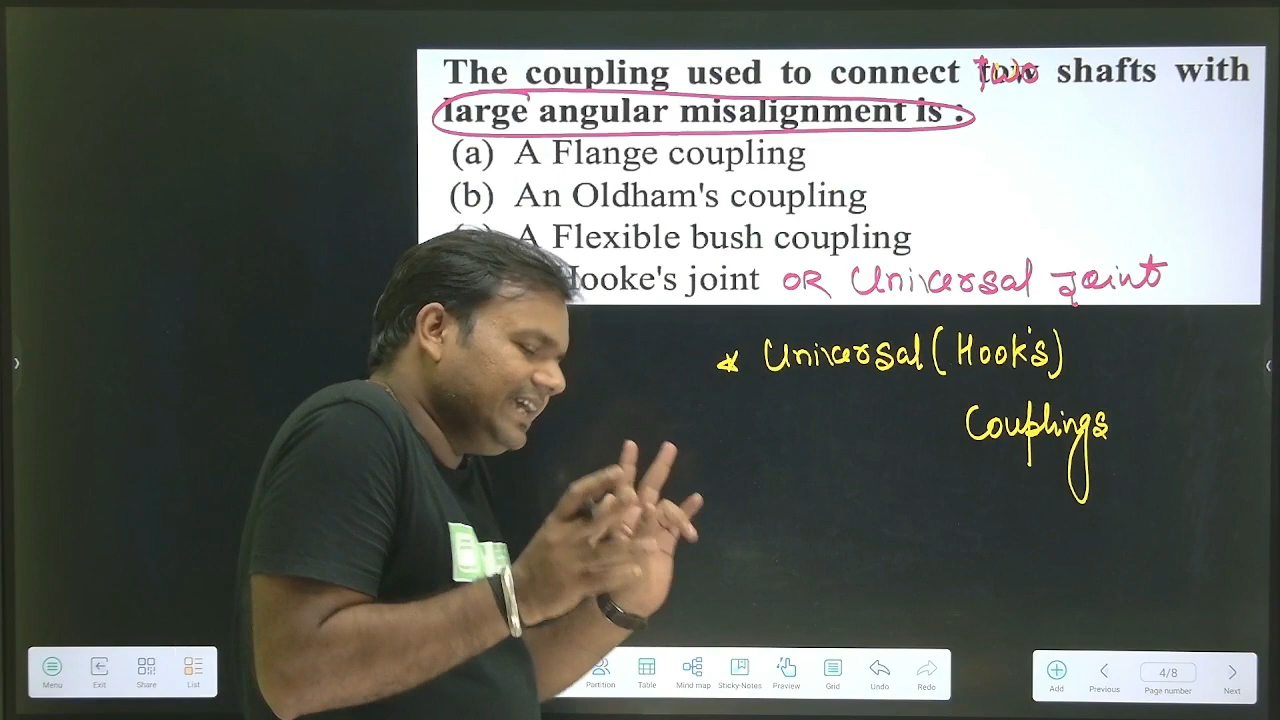 The coupling used to connect two shafts with
large angular misalignment is :
(a) A Flange coupling
(b) An Oldham's coupling
A Flexible bush coupling
Hooke's joint OR Universal Joint
* Universal (Hook's)
Couplings
Menu Exit Share List Partition Table Mind map Sticky-Notes Preview Grid Undo Redo Add Previous 4/8 Page number Next